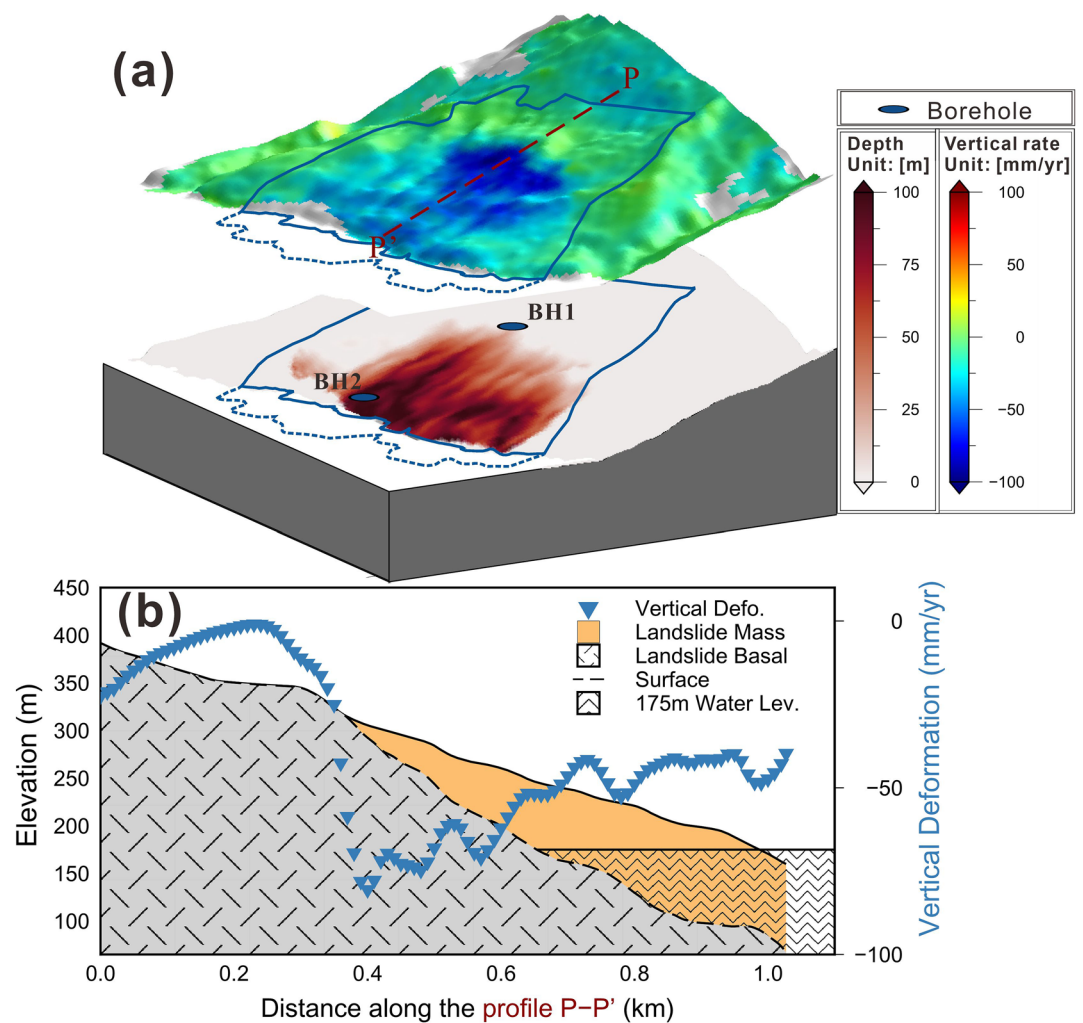 (a)
P
P'
BH1
BH2
Borehole
Depth
Unit: [m]
100
75
50
25
0
Vertical rate
Unit: [mm/yr]
100
50
0
−50
−100
(b)
Vertical Defo.
Landslide Mass
Landslide Basal
Surface
175m Water Lev.
Elevation (m)
450
400
350
300
250
200
150
100
0
−50
−100
Vertical Deformation (mm/yr)
0.0
0.2
0.4
0.6
0.8
1.0
Distance along the profile P−P' (km)